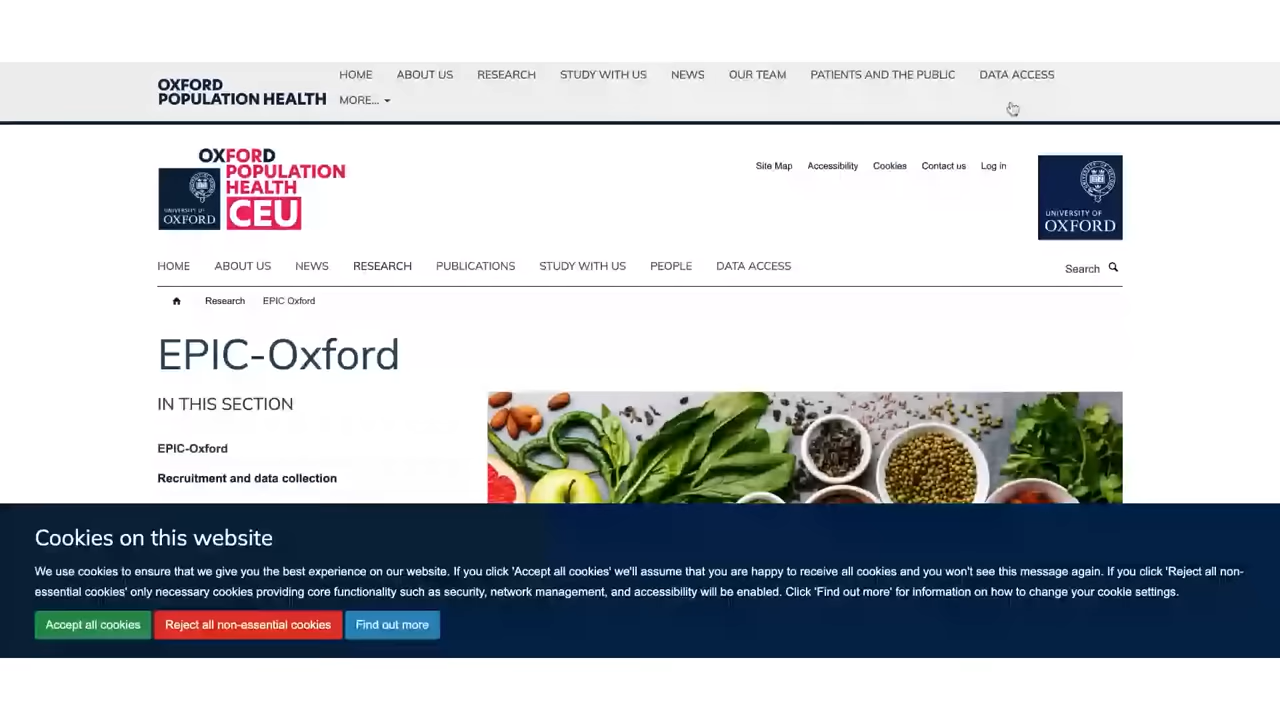 OXFORD
POPULATION HEALTH
HOME ABOUT US RESEARCH STUDY WITH US NEWS OUR TEAM PATIENTS AND THE PUBLIC DATA ACCESS
MORE...
OXFORD
POPULATION
HEALTH
CEU
UNIVERSITY OF
OXFORD
Site Map Accessibility Cookies Contact us Log in
UNIVERSITY OF
OXFORD
HOME ABOUT US NEWS RESEARCH PUBLICATIONS STUDY WITH US PEOPLE DATA ACCESS
Search
Research EPIC Oxford
EPIC-Oxford
IN THIS SECTION
EPIC-Oxford
Recruitment and data collection
Cookies on this website
We use cookies to ensure that we give you the best experience on our website. If you click 'Accept all cookies' we'll assume that you are happy to receive all cookies and you won't see this message again. If you click 'Reject all non-
essential cookies' only necessary cookies providing core functionality such as security, network management, and accessibility will be enabled. Click 'Find out more' for information on how to change your cookie settings.
Accept all cookies Reject all non-essential cookies Find out more